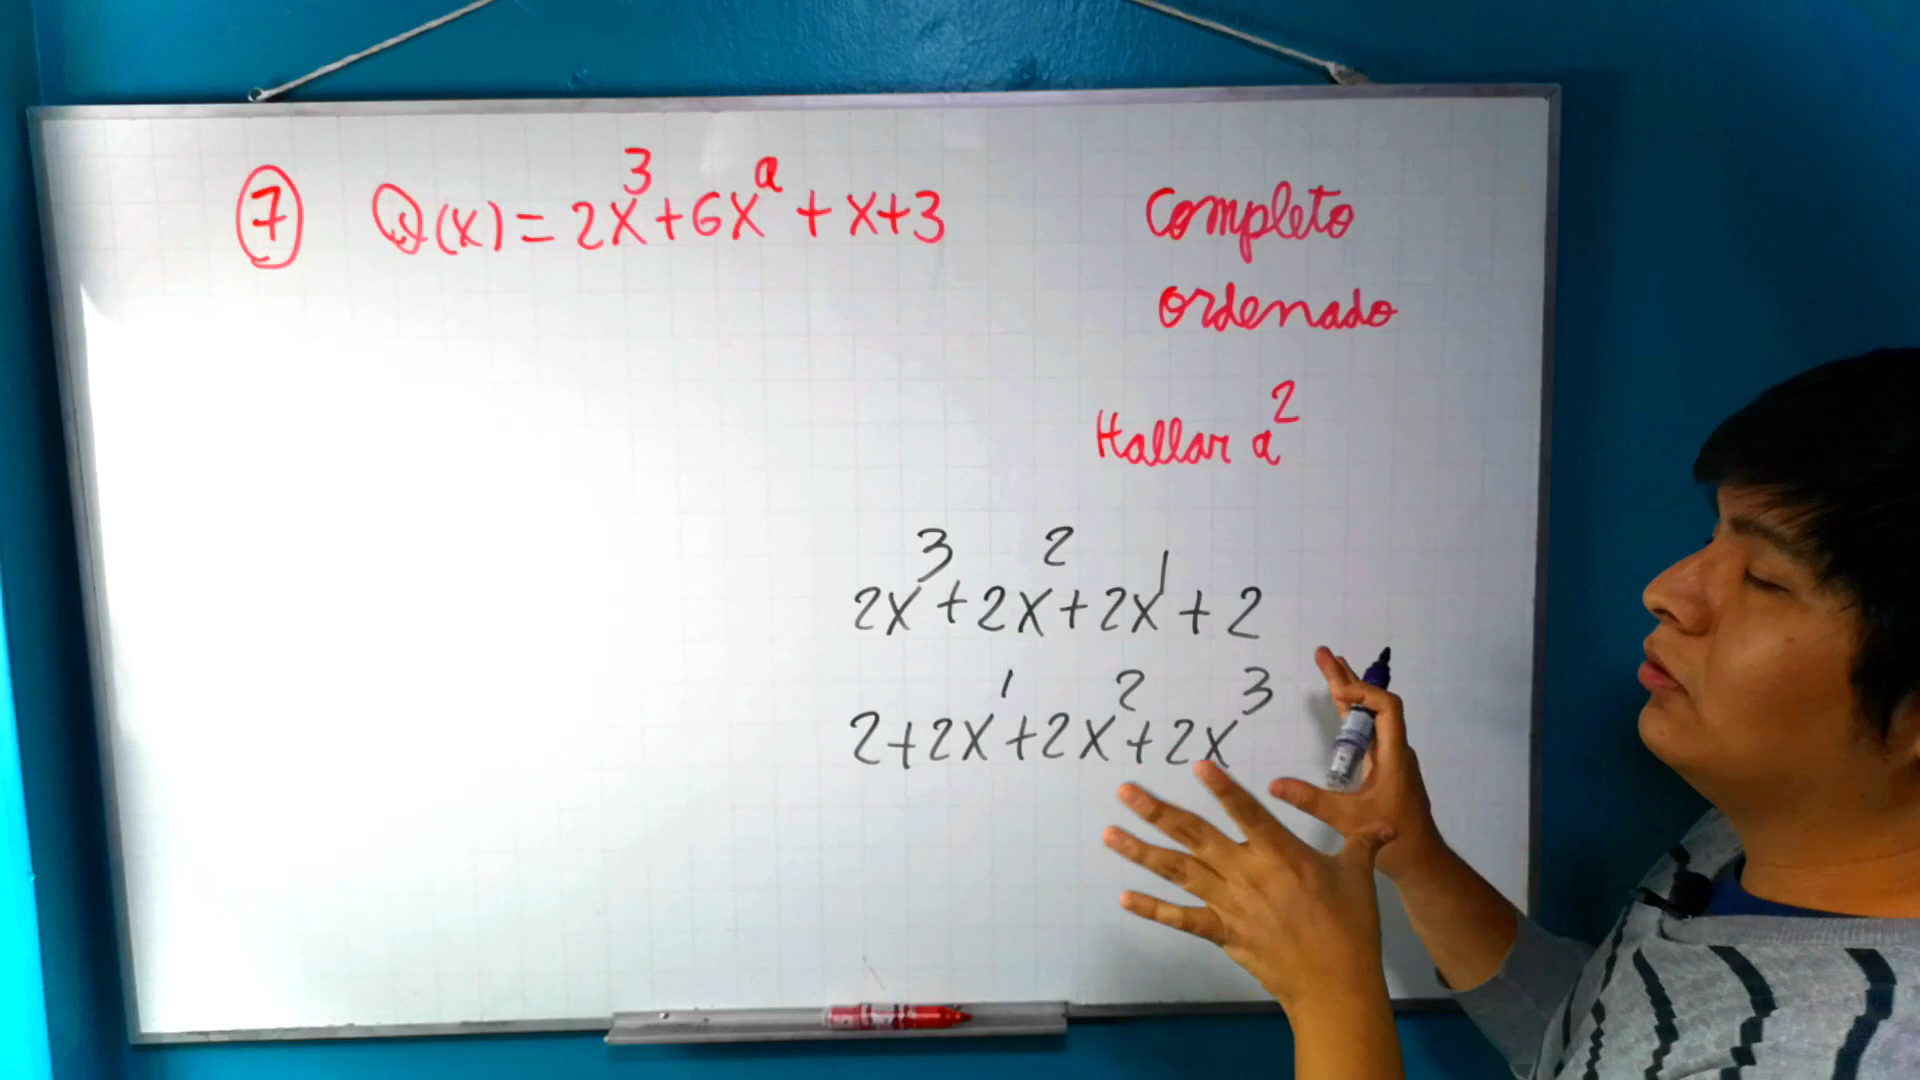 7 Q(x) = 2x³ + 6xᵃ + x + 3
Completo
ordenado
Hallar a²
2x³ + 2x² + 2x¹ + 2
2 + 2x¹ + 2x² + 2x³